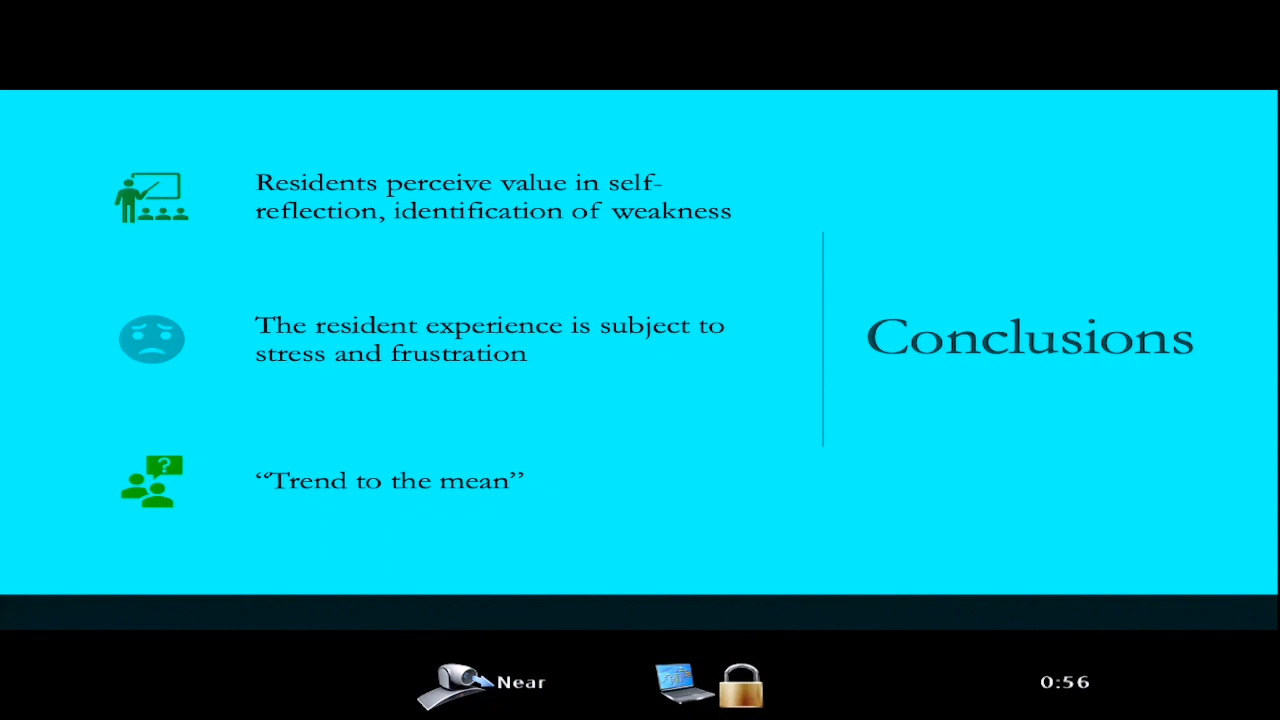 Residents perceive value in self-
reflection, identification of weakness
The resident experience is subject to
stress and frustration
?
“Trend to the mean”
Conclusions
Near
0:56